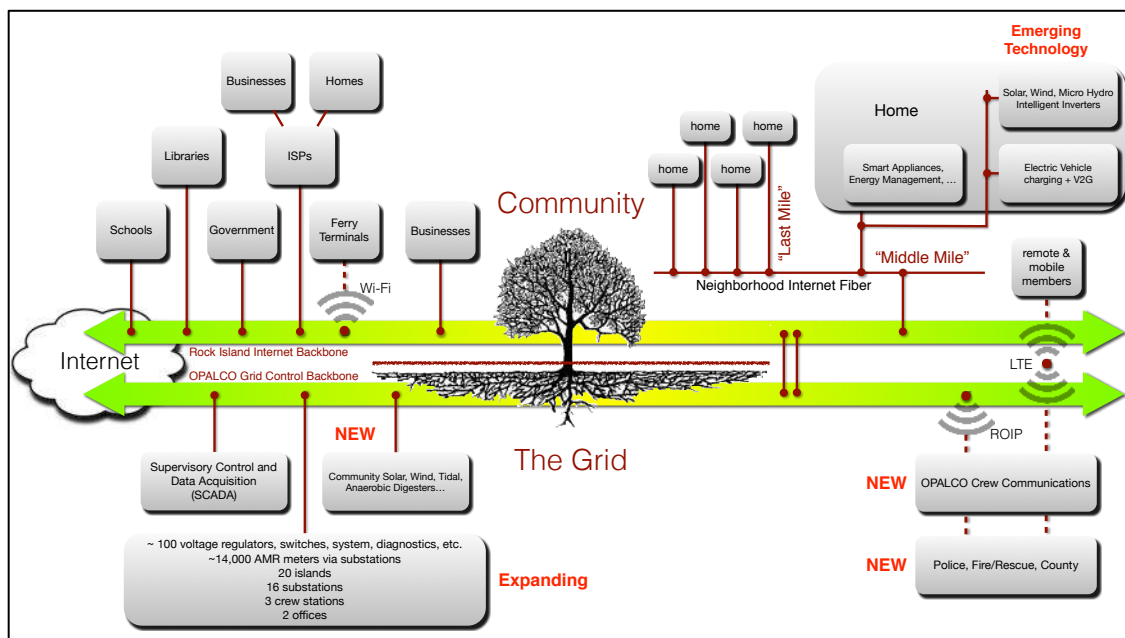 Emerging
Technology
Businesses
Homes
Home
Solar, Wind, Micro Hydro
Intelligent Inverters
Libraries
ISPs
home
home
home
home
Smart Appliances,
Energy Management, ...
Electric Vehicle
charging + V2G
"Last Mile"
Community
Schools
Government
Ferry
Terminals
Businesses
"Middle Mile"
Neighborhood Internet Fiber
remote &
mobile
members
Wi-Fi
Internet
Rock Island Internet Backbone
OPALCO Grid Control Backbone
LTE
ROIP
NEW
The Grid
Supervisory Control and
Data Acquisition
(SCADA)
Community Solar, Wind, Tidal,
Anaerobic Digesters...
NEW
OPALCO Crew Communications
~ 100 voltage regulators, switches, system, diagnostics, etc.
~14,000 AMR meters via substations
20 islands
16 substations
3 crew stations
2 offices
Expanding
NEW
Police, Fire/Rescue, County